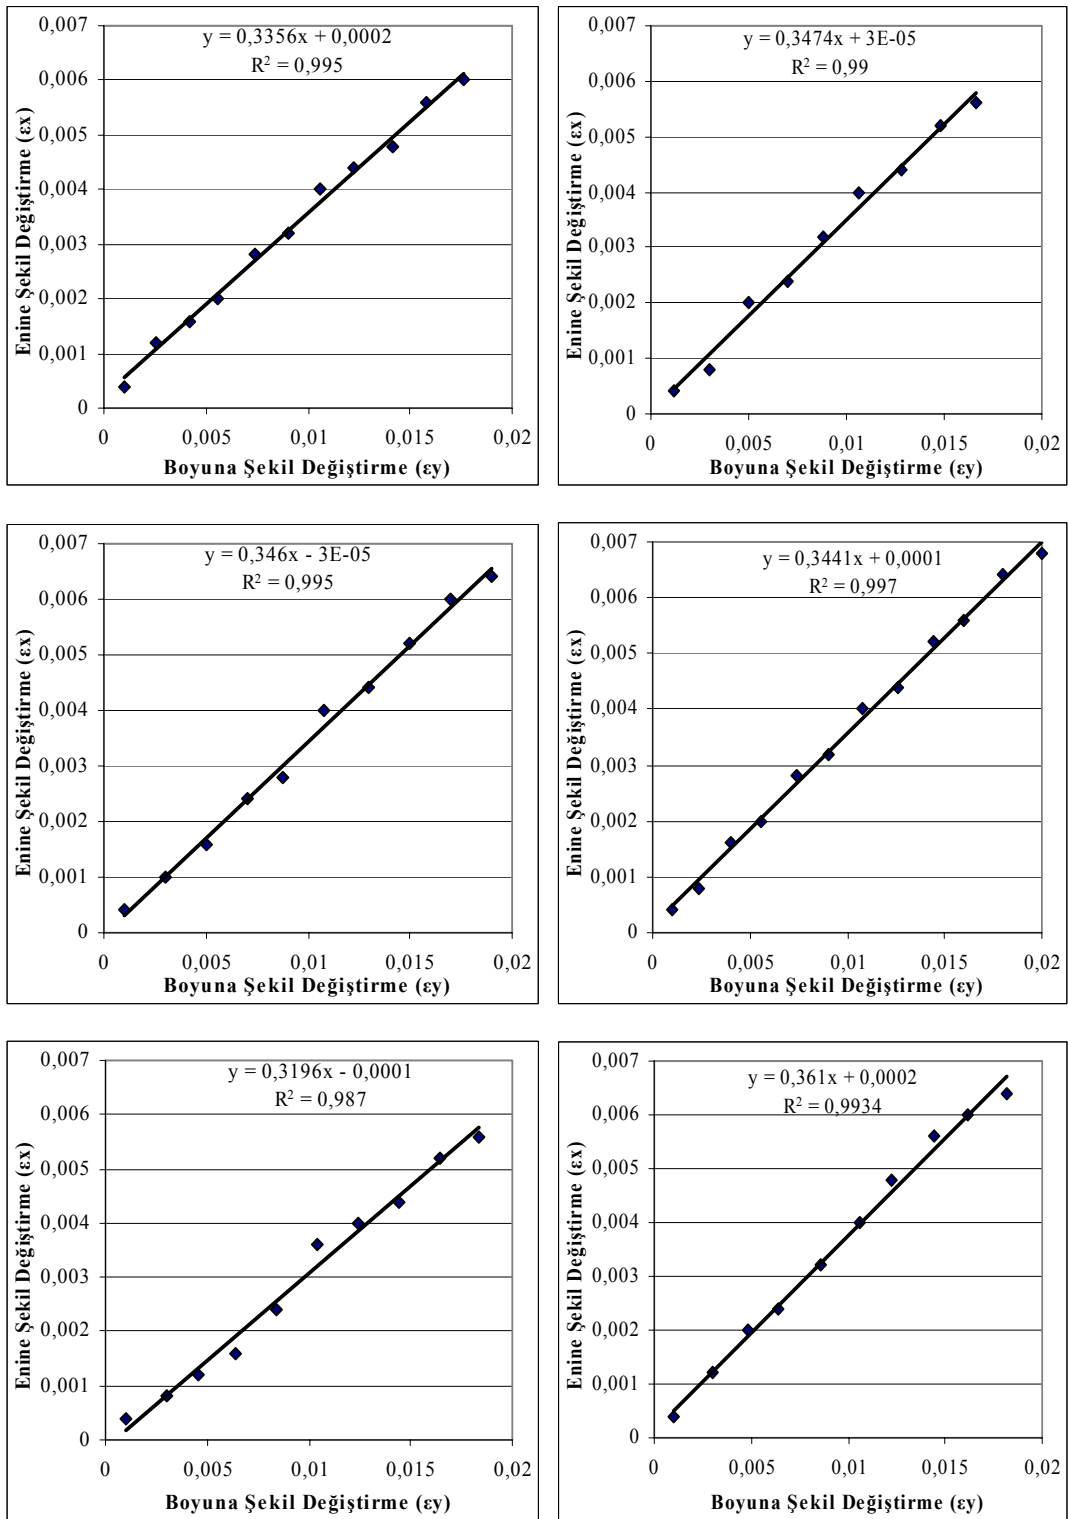 y = 0,3356x + 0,0002
R² = 0,995
0,007
0,006
0,005
0,004
0,003
0,002
0,001
0
0 0,005 0,01 0,015 0,02
Enine Şekil Değiştirme (εx)
Boyuna Şekil Değiştirme (εy)
y = 0,3474x + 3E-05
R² = 0,99
0,007
0,006
0,005
0,004
0,003
0,002
0,001
0
0 0,005 0,01 0,015 0,02
Enine Şekil Değiştirme (εx)
Boyuna Şekil Değiştirme (εy)
y = 0,346x - 3E-05
R² = 0,995
0,007
0,006
0,005
0,004
0,003
0,002
0,001
0
0 0,005 0,01 0,015 0,02
Enine Şekil Değiştirme (εx)
Boyuna Şekil Değiştirme (εy)
y = 0,3441x + 0,0001
R² = 0,997
0,007
0,006
0,005
0,004
0,003
0,002
0,001
0
0 0,005 0,01 0,015 0,02
Enine Şekil Değiştirme (εx)
Boyuna Şekil Değiştirme (εy)
y = 0,3196x - 0,0001
R² = 0,987
0,007
0,006
0,005
0,004
0,003
0,002
0,001
0
0 0,005 0,01 0,015 0,02
Enine Şekil Değiştirme (εx)
Boyuna Şekil Değiştirme (εy)
y = 0,361x + 0,0002
R² = 0,9934
0,007
0,006
0,005
0,004
0,003
0,002
0,001
0
0 0,005 0,01 0,015 0,02
Enine Şekil Değiştirme (εx)
Boyuna Şekil Değiştirme (εy)